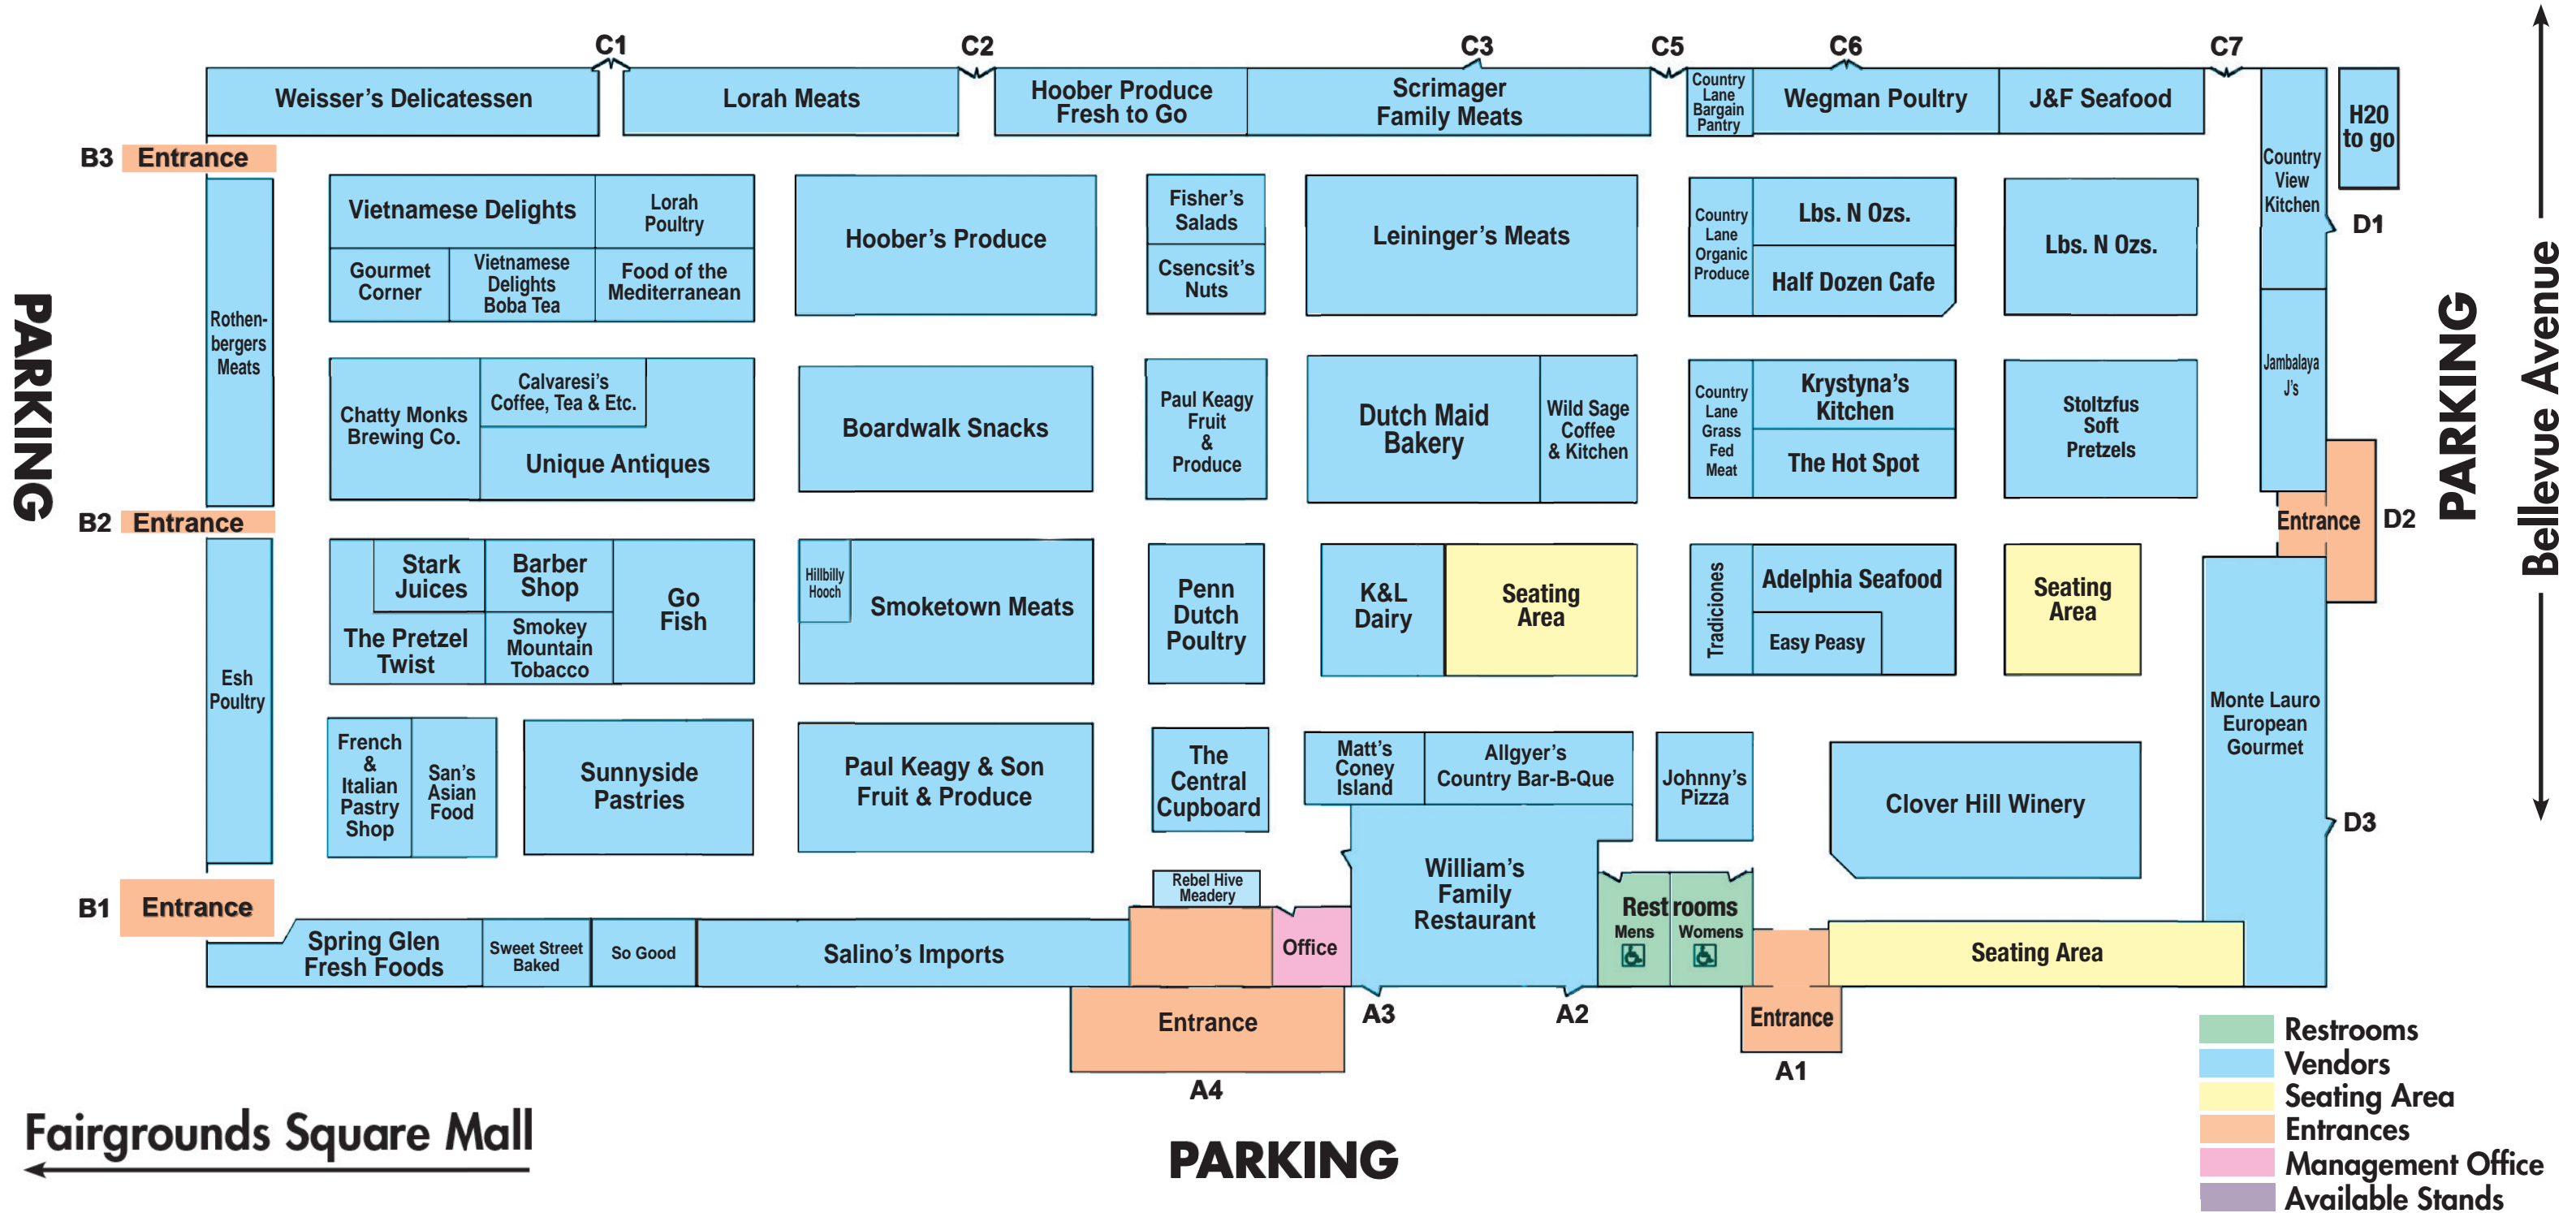 C1
C2
C3
C5
C6
C7
Weisser's Delicatessen
Lorah Meats
Hoober Produce
Fresh to Go
Scrimager
Family Meats
Country
Lane
Bargain
Pantry
Wegman Poultry
J&F Seafood
Country
View
Kitchen
H20
to go
D1
B3
Entrance
Vietnamese Delights
Lorah
Poultry
Gourmet
Corner
Vietnamese
Delights
Boba Tea
Food of the
Mediterranean
Hoober's Produce
Fisher's
Salads
Csencsit's
Nuts
Leininger's Meats
Country
Lane
Organic
Produce
Lbs. N Ozs.
Half Dozen Cafe
Lbs. N Ozs.
PARKING
Rothen-
bergers
Meats
Chatty Monks
Brewing Co.
Calvaresi's
Coffee, Tea & Etc.
Unique Antiques
Boardwalk Snacks
Paul Keagy
Fruit
&
Produce
Dutch Maid
Bakery
Wild Sage
Coffee
& Kitchen
Country
Lane
Grass
Fed
Meat
Krystyna's
Kitchen
The Hot Spot
Stoltzfus
Soft
Pretzels
Jambalaya
J's
PARKING
Bellevue Avenue
B2
Entrance
Entrance
D2
Stark
Juices
The Pretzel
Twist
Barber
Shop
Smokey
Mountain
Tobacco
Go
Fish
Hillbilly
Hooch
Smoketown Meats
Penn
Dutch
Poultry
K&L
Dairy
Seating
Area
Tradiciones
Adelphia Seafood
Easy Peasy
Seating
Area
Esh
Poultry
Monte Lauro
European
Gourmet
D3
French
&
Italian
Pastry
Shop
San's
Asian
Food
Sunnyside
Pastries
Paul Keagy & Son
Fruit & Produce
The
Central
Cupboard
Matt's
Coney
Island
Allgyer's
Country Bar-B-Que
Johnny's
Pizza
Clover Hill Winery
B1
Entrance
Spring Glen
Fresh Foods
Sweet Street
Baked
So Good
Salino's Imports
Rebel Hive
Meadery
Office
William's
Family
Restaurant
Restrooms
Mens
Womens
Seating Area
Entrance
A4
A3
A2
Entrance
A1
Restrooms
Vendors
Seating Area
Entrances
Management Office
Available Stands
Fairgrounds Square Mall
PARKING